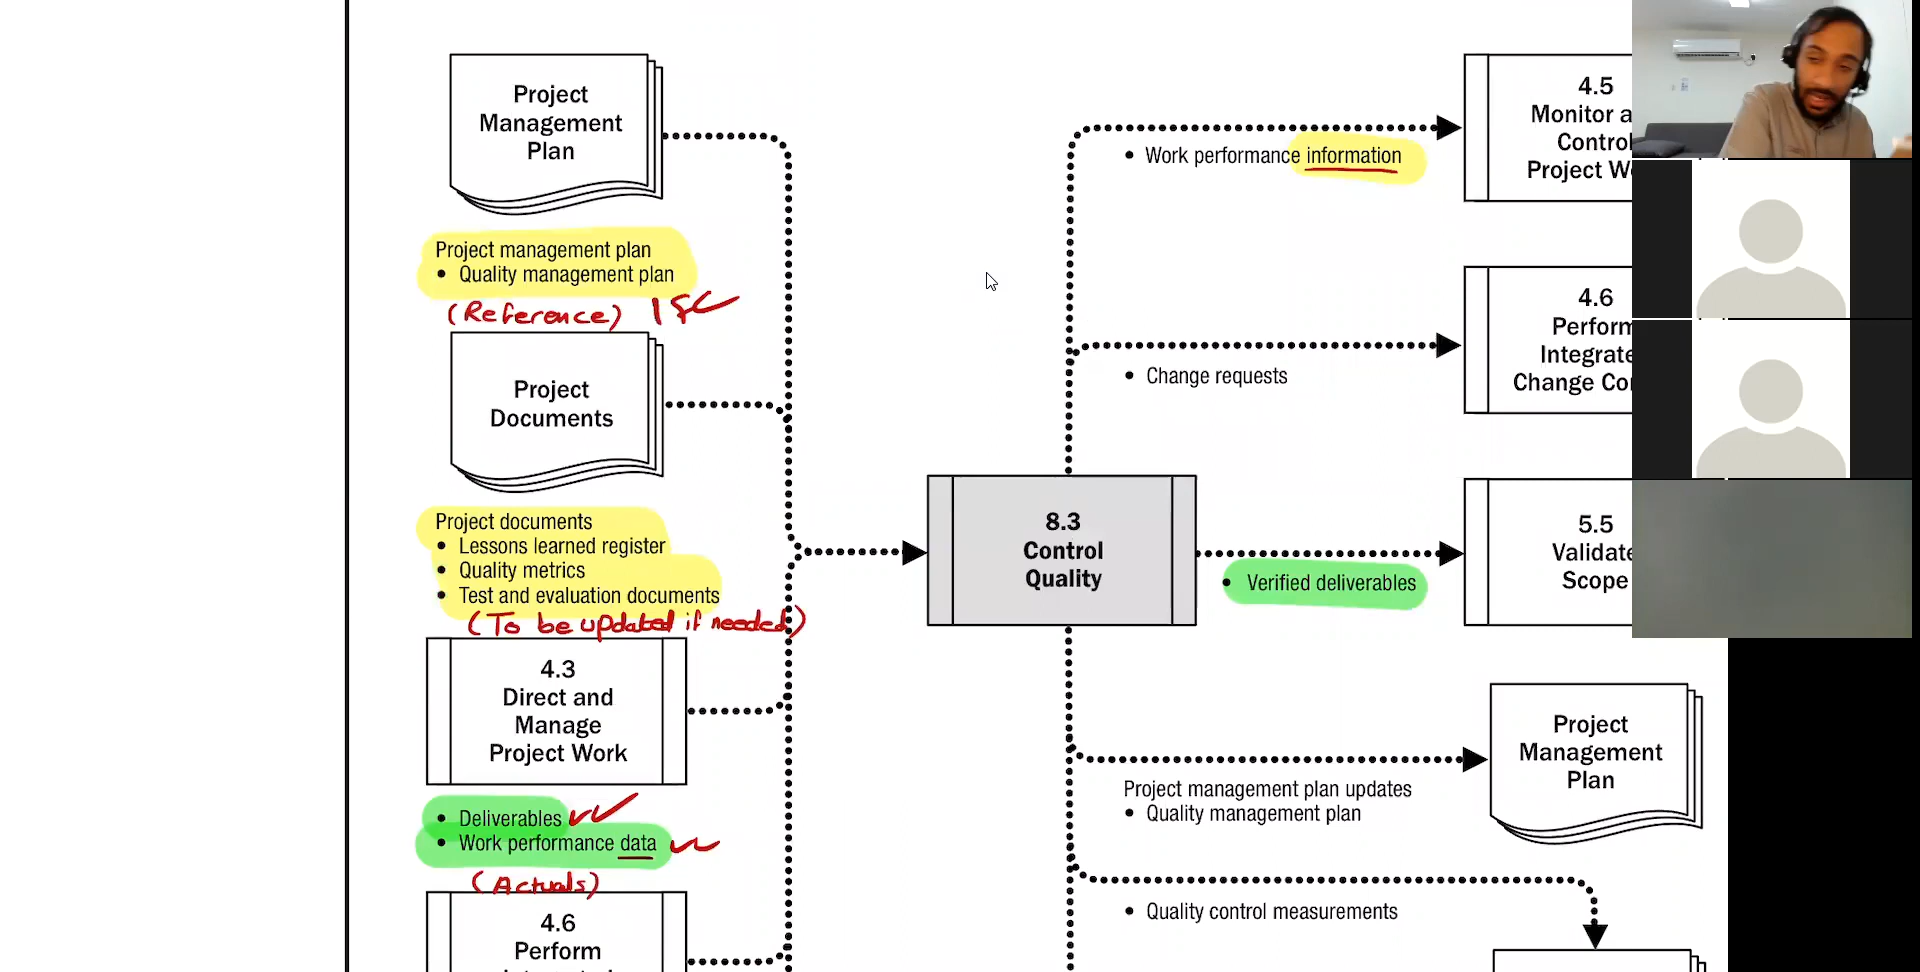 Project
Management
Plan
Project management plan
• Quality management plan
(Reference)
Project
Documents
Project documents
• Lessons learned register
• Quality metrics
• Test and evaluation documents
(To be updated if needed)
4.3
Direct and
Manage
Project Work
• Deliverables
• Work performance data
(Actuals)
4.6
Perform
8.3
Control
Quality
• Work performance information
• Change requests
• Verified deliverables
Project management plan updates
• Quality management plan
• Quality control measurements
4.5
Monitor a
Control
Project W
4.6
Perform
Integrate
Change Co
5.5
Validate
Scope
Project
Management
Plan